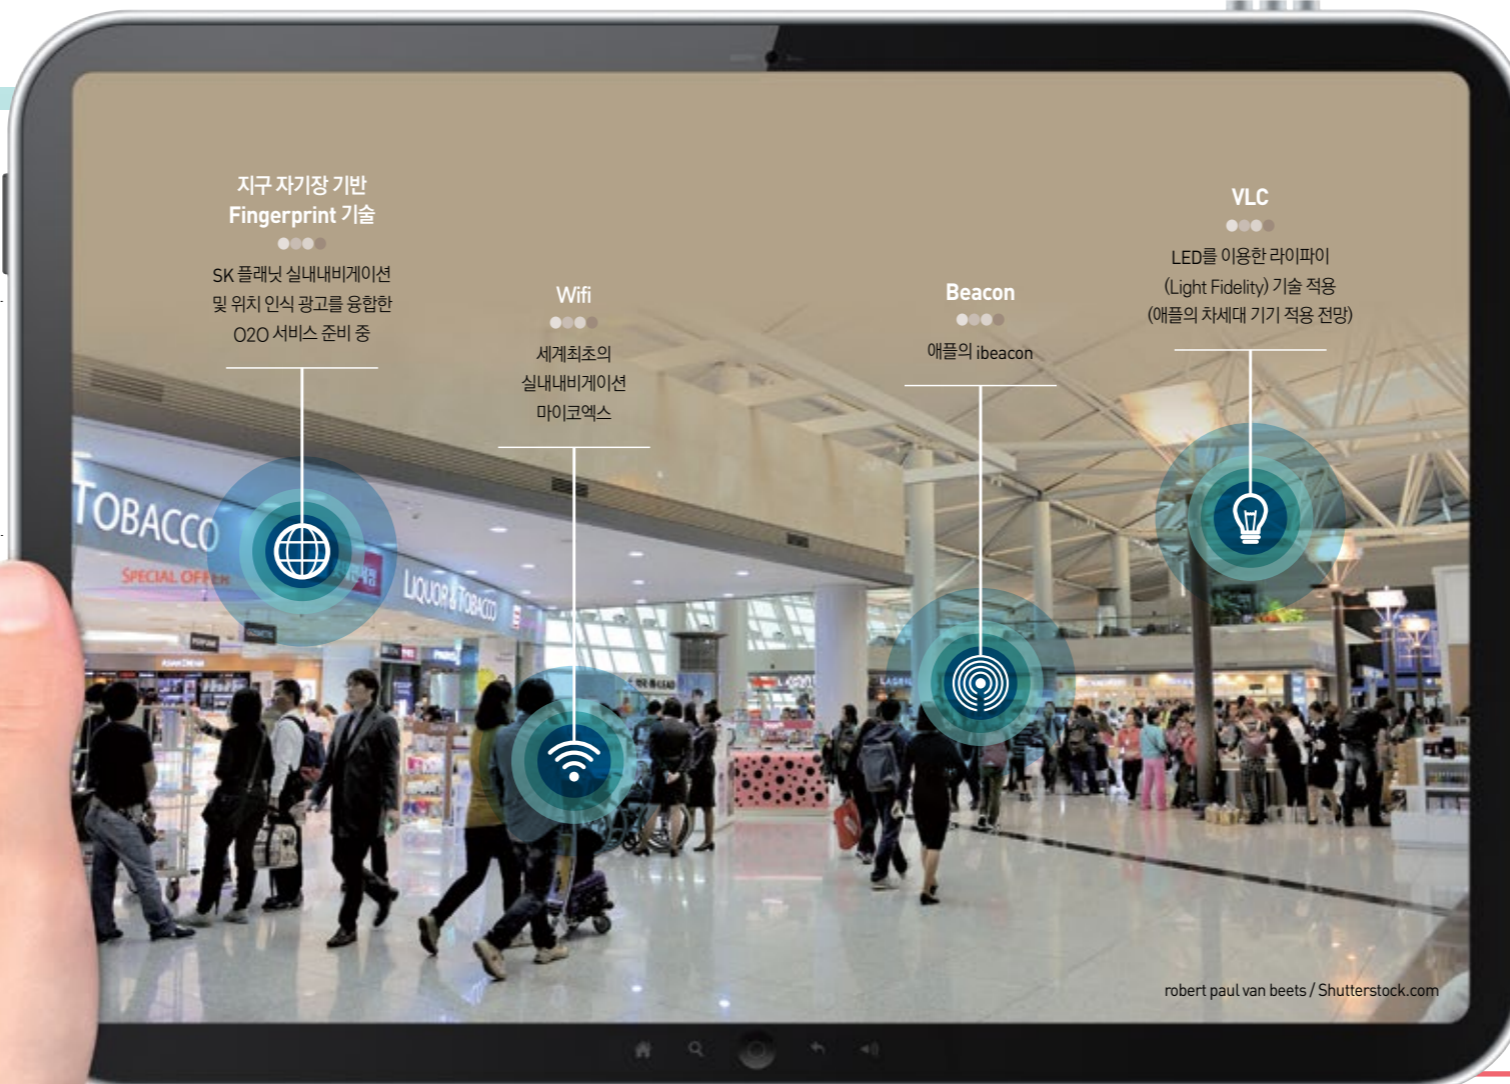 지구 자기장 기반
Fingerprint 기술
SK 플래닛 실내내비게이션
및 위치 인식 광고를 융합한
O2O 서비스 준비 중
Wifi
세계최초의
실내내비게이션
마이코엑스
Beacon
애플의 ibeacon
VLC
LED를 이용한 라이파이
(Light Fidelity) 기술 적용
(애플의 차세대 기기 적용 전망)
TOBACCO
SPECIAL OFFER
LIQUOR & TOBACCO
robert paul van beets / Shutterstock.com